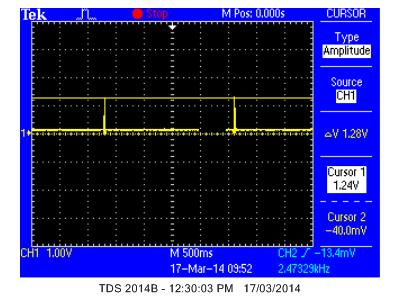 Tek Stop M Pos: 0.000s CURSOR
Type
Amplitude
Source
CH1
△V 1.28V
Cursor 1
1.24V
Cursor 2
-40.0mV
1
CH1 1.00V M 500ms CH2 ∕ -13.4mV
17-Mar-14 09:52 2.47329kHz
TDS 2014B - 12:30:03 PM 17/03/2014